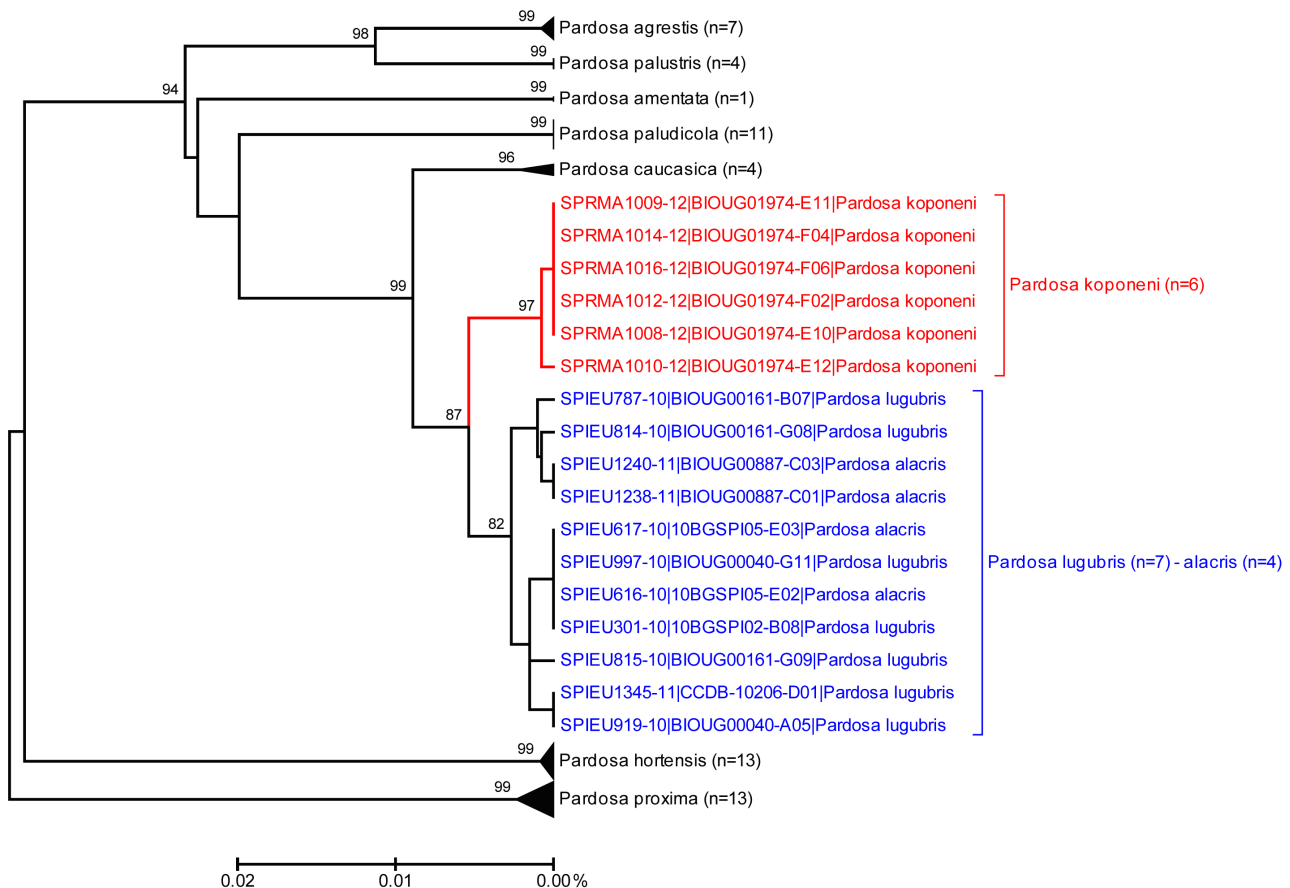 99
Pardosa agrestis (n=7)
98
99
Pardosa palustris (n=4)
94
99
Pardosa amentata (n=1)
99
Pardosa paludicola (n=11)
96
Pardosa caucasica (n=4)
SPRMA1009-12|BIOUG01974-E11|Pardosa koponeni
SPRMA1014-12|BIOUG01974-F04|Pardosa koponeni
SPRMA1016-12|BIOUG01974-F06|Pardosa koponeni
99
97
Pardosa koponeni (n=6)
SPRMA1012-12|BIOUG01974-F02|Pardosa koponeni
SPRMA1008-12|BIOUG01974-E10|Pardosa koponeni
SPRMA1010-12|BIOUG01974-E12|Pardosa koponeni
87
SPIEU787-10|BIOUG00161-B07|Pardosa lugubris
SPIEU814-10|BIOUG00161-G08|Pardosa lugubris
SPIEU1240-11|BIOUG00887-C03|Pardosa alacris
SPIEU1238-11|BIOUG00887-C01|Pardosa alacris
82
SPIEU617-10|10BGSPI05-E03|Pardosa alacris
SPIEU997-10|BIOUG00040-G11|Pardosa lugubris
Pardosa lugubris (n=7) - alacris (n=4)
SPIEU616-10|10BGSPI05-E02|Pardosa alacris
SPIEU301-10|10BGSPI02-B08|Pardosa lugubris
SPIEU815-10|BIOUG00161-G09|Pardosa lugubris
SPIEU1345-11|CCDB-10206-D01|Pardosa lugubris
SPIEU919-10|BIOUG00040-A05|Pardosa lugubris
99
Pardosa hortensis (n=13)
99
Pardosa proxima (n=13)
0.02 0.01 0.00%